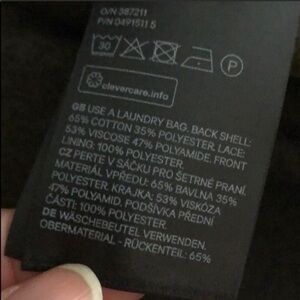 O/N 387211
P/N 0491511 5
30
P
clevercare.info
GB USE A LAUNDRY BAG. BACK SHELL:
65% COTTON 35% POLYESTER. LACE:
53% VISCOSE 47% POLYAMIDE. FRONT
LINING: 100% POLYESTER
CZ PERTE V SÁČKU PRO ŠETRNÉ PRANÍ.
MATERIÁL VPŘEDU: 65% BAVLNA 35%
POLYESTER. KRAJKA: 53% VISKÓZA
47% POLYAMID. PODŠÍVKA PŘEDNÍ
ČÁSTI: 100% POLYESTER
DE WÄSCHEBEUTEL VERWENDEN.
OBERMATERIAL - RÜCKENTEIL: 65%